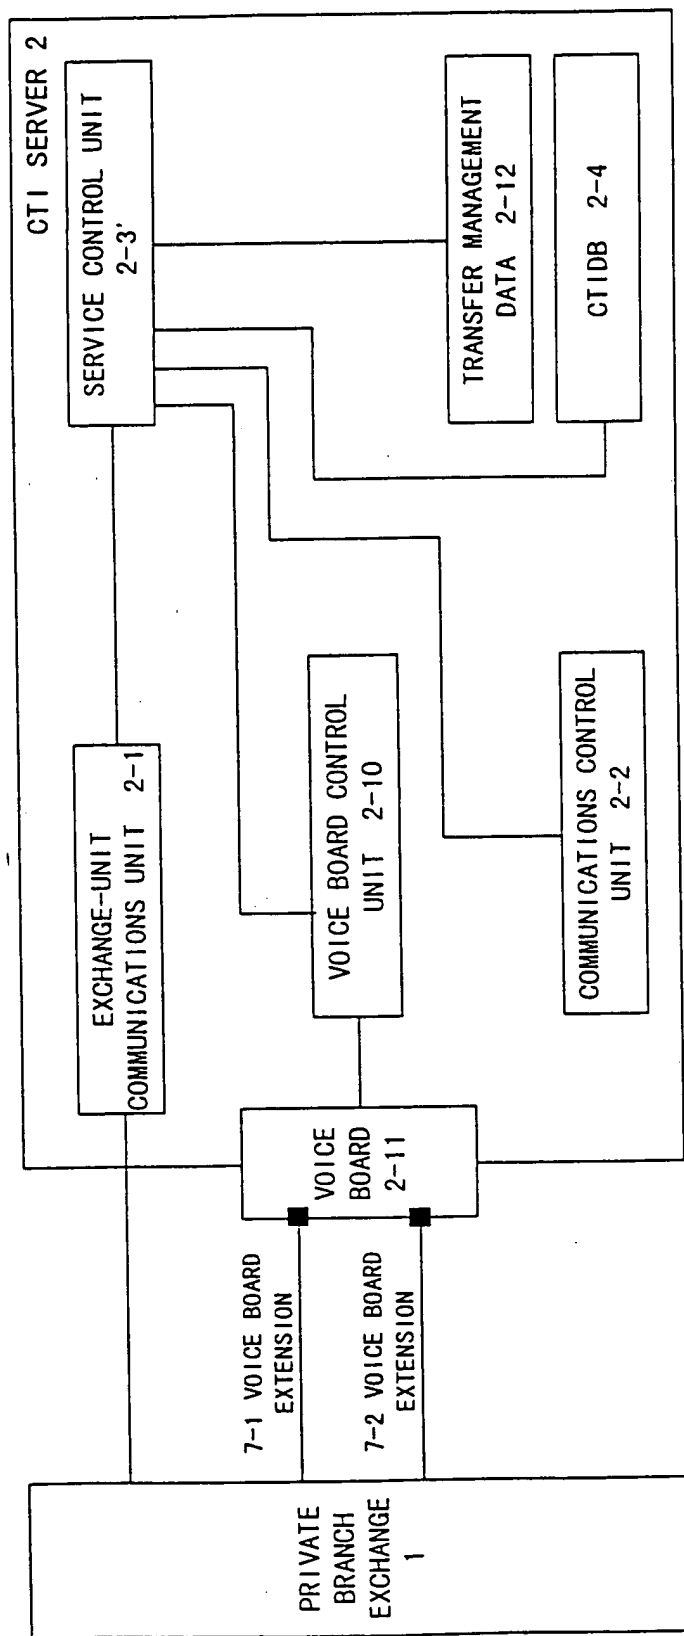 CTI SERVER 2
PRIVATE
BRANCH
EXCHANGE
1
7-1 VOICE BOARD
EXTENSION
7-2 VOICE BOARD
EXTENSION
EXCHANGE-UNIT
COMMUNICATIONS UNIT 2-1
VOICE
BOARD
2-11
VOICE BOARD CONTROL
UNIT 2-10
COMMUNICATIONS CONTROL
UNIT 2-2
SERVICE CONTROL UNIT
2-3'
TRANSFER MANAGEMENT
DATA 2-12
CTIDB 2-4